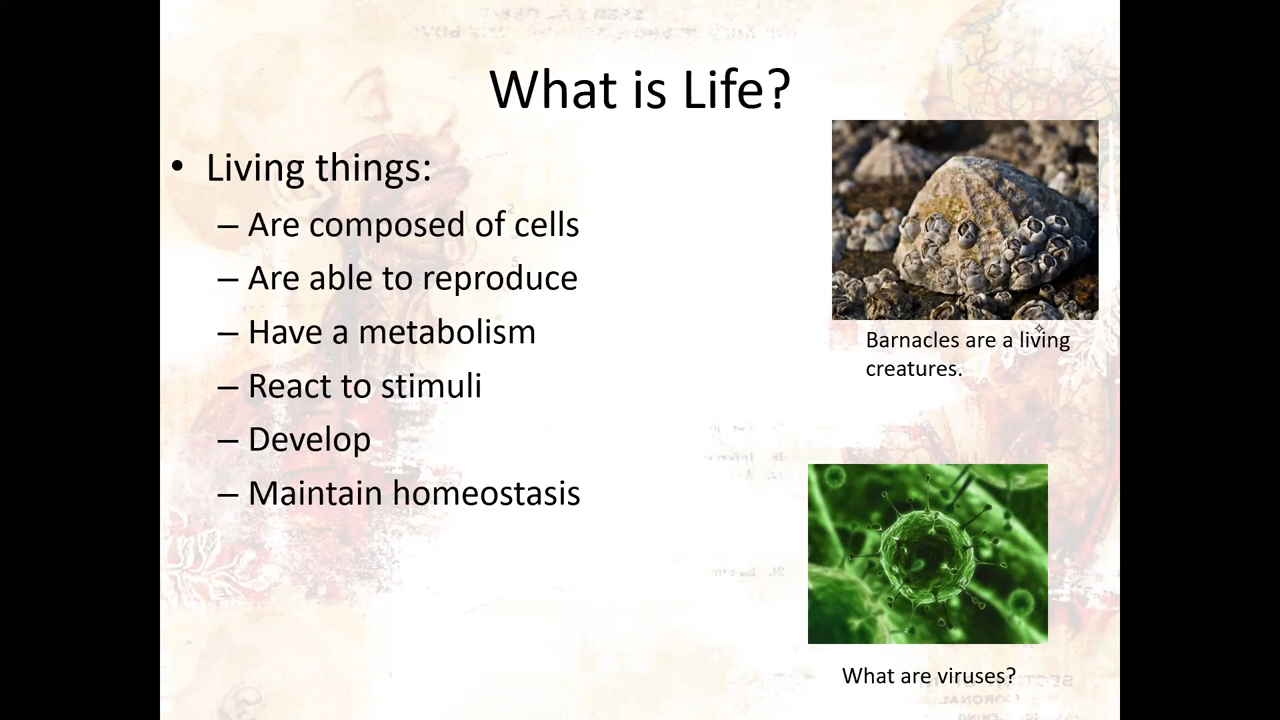 What is Life?
• Living things:
– Are composed of cells
– Are able to reproduce
– Have a metabolism
– React to stimuli
– Develop
– Maintain homeostasis
Barnacles are a living
creatures.
What are viruses?